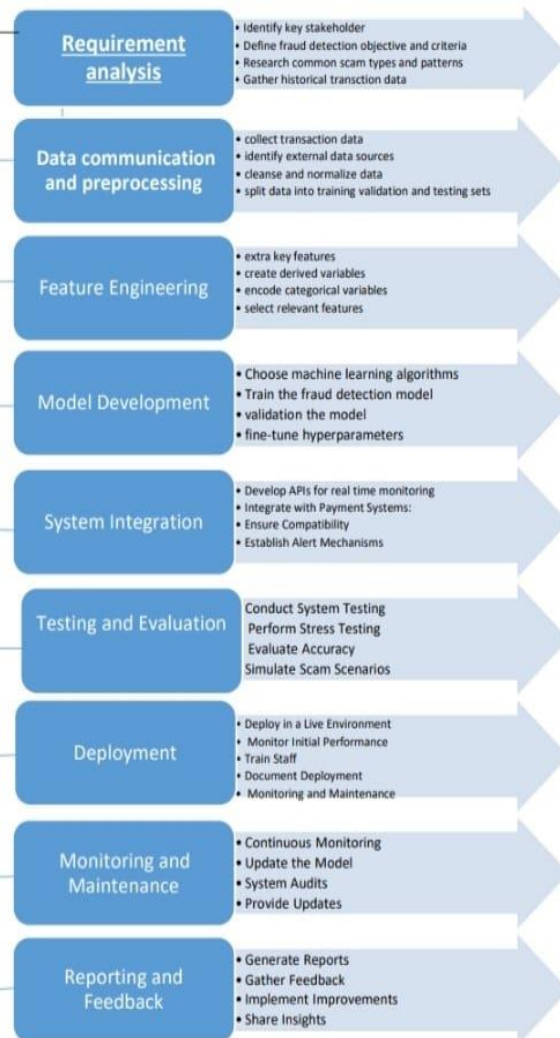 Requirement
analysis
• Identify key stakeholder
• Define fraud detection objective and criteria
• Research common scam types and patterns
• Gather historical transction data
Data communication
and preprocessing
• collect transaction data
• identify external data sources
• cleanse and normalize data
• split data into training validation and testing sets
Feature Engineering
• extra key features
• create derived variables
• encode categorical variables
• select relevant features
Model Development
• Choose machine learning algorithms
• Train the fraud detection model
• validation the model
• fine-tune hyperparameters
System Integration
• Develop APIs for real time monitoring
• Integrate with Payment Systems:
• Ensure Compatibility
• Establish Alert Mechanisms
Testing and Evaluation
Conduct System Testing
Perform Stress Testing
Evaluate Accuracy
Simulate Scam Scenarios
Deployment
• Deploy in a Live Environment
• Monitor Initial Performance
• Train Staff
• Document Deployment
• Monitoring and Maintenance
Monitoring and
Maintenance
• Continuous Monitoring
• Update the Model
• System Audits
• Provide Updates
Reporting and
Feedback
• Generate Reports
• Gather Feedback
• Implement Improvements
• Share Insights